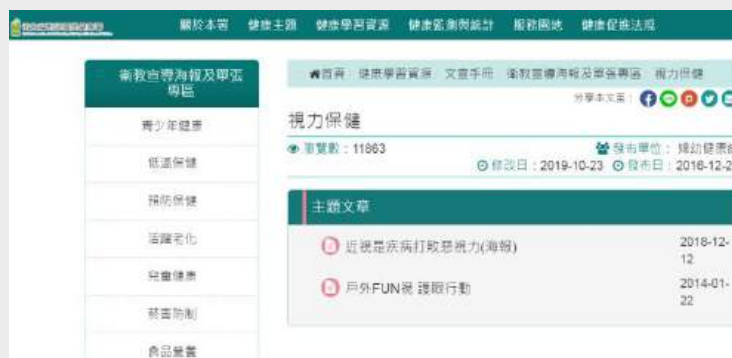 關於本署 健康主題 健康學習資源 健康監測與統計 服務園地 健康促進法規
衛教宣導海報及單張專區
青少年健康
低溫保健
預防保健
活躍老化
兒童健康
菸害防制
食品營養
首頁 健康學習資源 文宣手冊 衛教宣導海報及單張專區 視力保健
分享本文至：
視力保健
瀏覽數：11863
發布單位：婦幼健康
修改日：2019-10-23 發布日：2016-12-2
主題文章
近視是疾病打敗惡視力(海報) 2018-12-12
戶外FUN視 護眼行動 2014-01-22